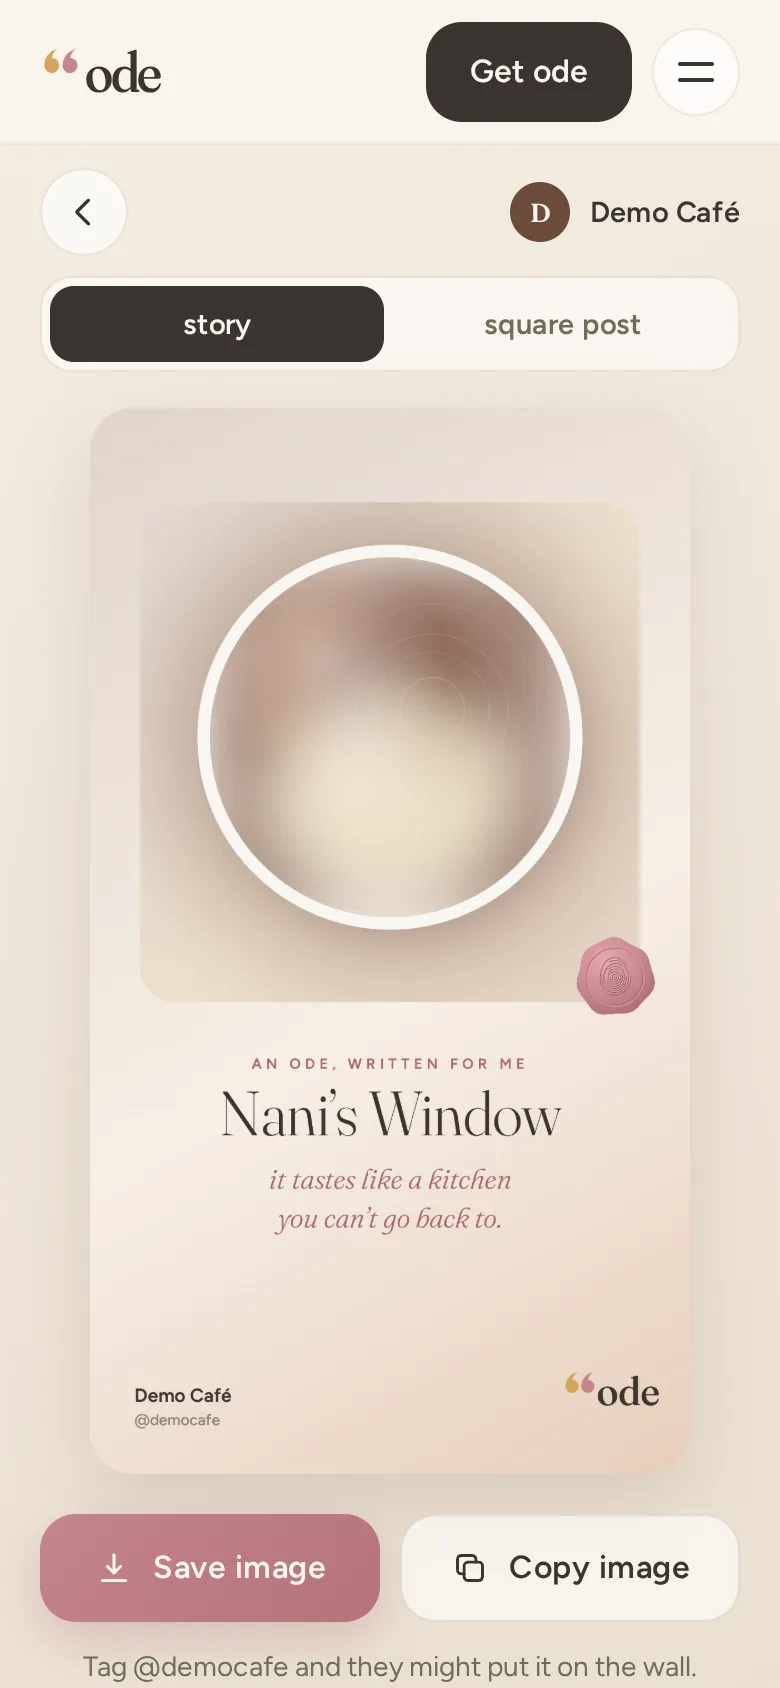 ode
Get ode
D
Demo Café
story
square post
AN ODE, WRITTEN FOR ME
Nani’s Window
it tastes like a kitchen
you can’t go back to.
Demo Café
@democafe
ode
Save image
Copy image
Tag @democafe and they might put it on the wall.